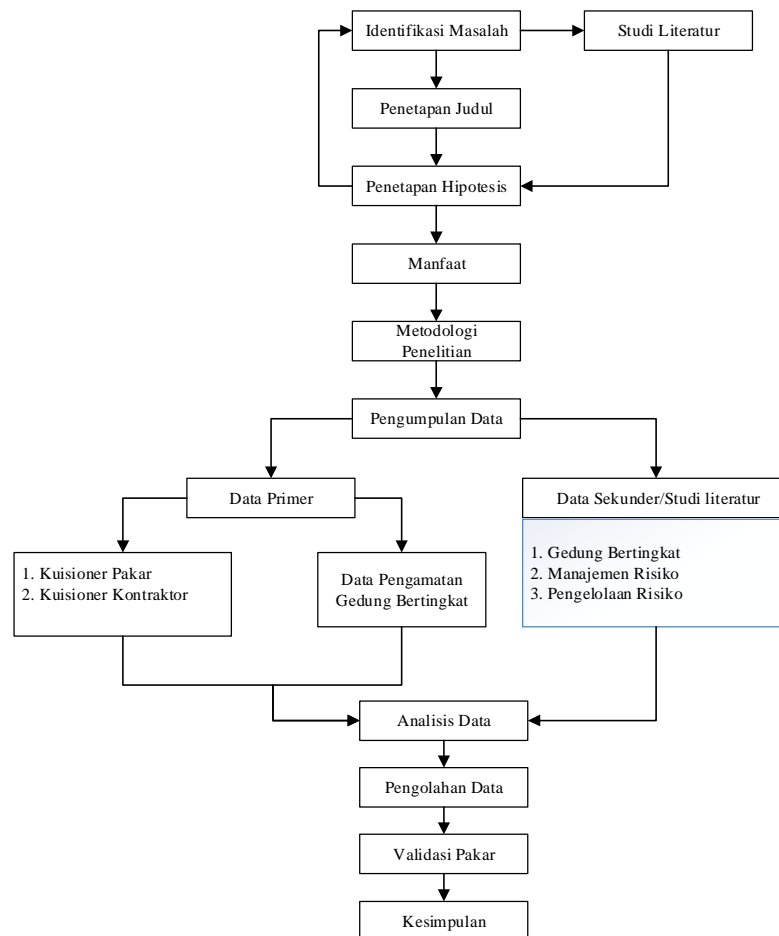 Identifikasi Masalah
Studi Literatur
Penetapan Judul
Penetapan Hipotesis
Manfaat
Metodologi
Penelitian
Pengumpulan Data
Data Primer
Data Sekunder/Studi literatur
1. Kuisioner Pakar
2. Kuisioner Kontraktor
Data Pengamatan
Gedung Bertingkat
1. Gedung Bertingkat
2. Manajemen Risiko
3. Pengelolaan Risiko
Analisis Data
Pengolahan Data
Validasi Pakar
Kesimpulan